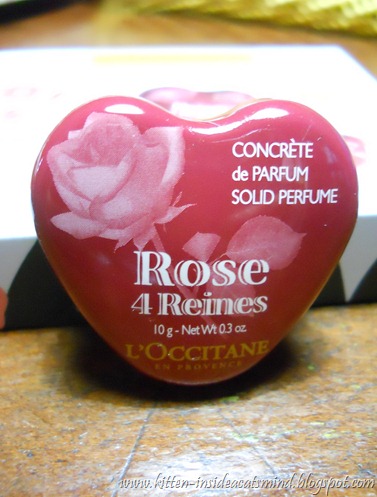 CONCRÈTE
de PARFUM
SOLID PERFUME
Rose
4 Reines
10 g - Net Wt 0.3 oz
L'OCCITANE
EN PROVENCE
www.kitten-insideacatsmind.blogspot.com